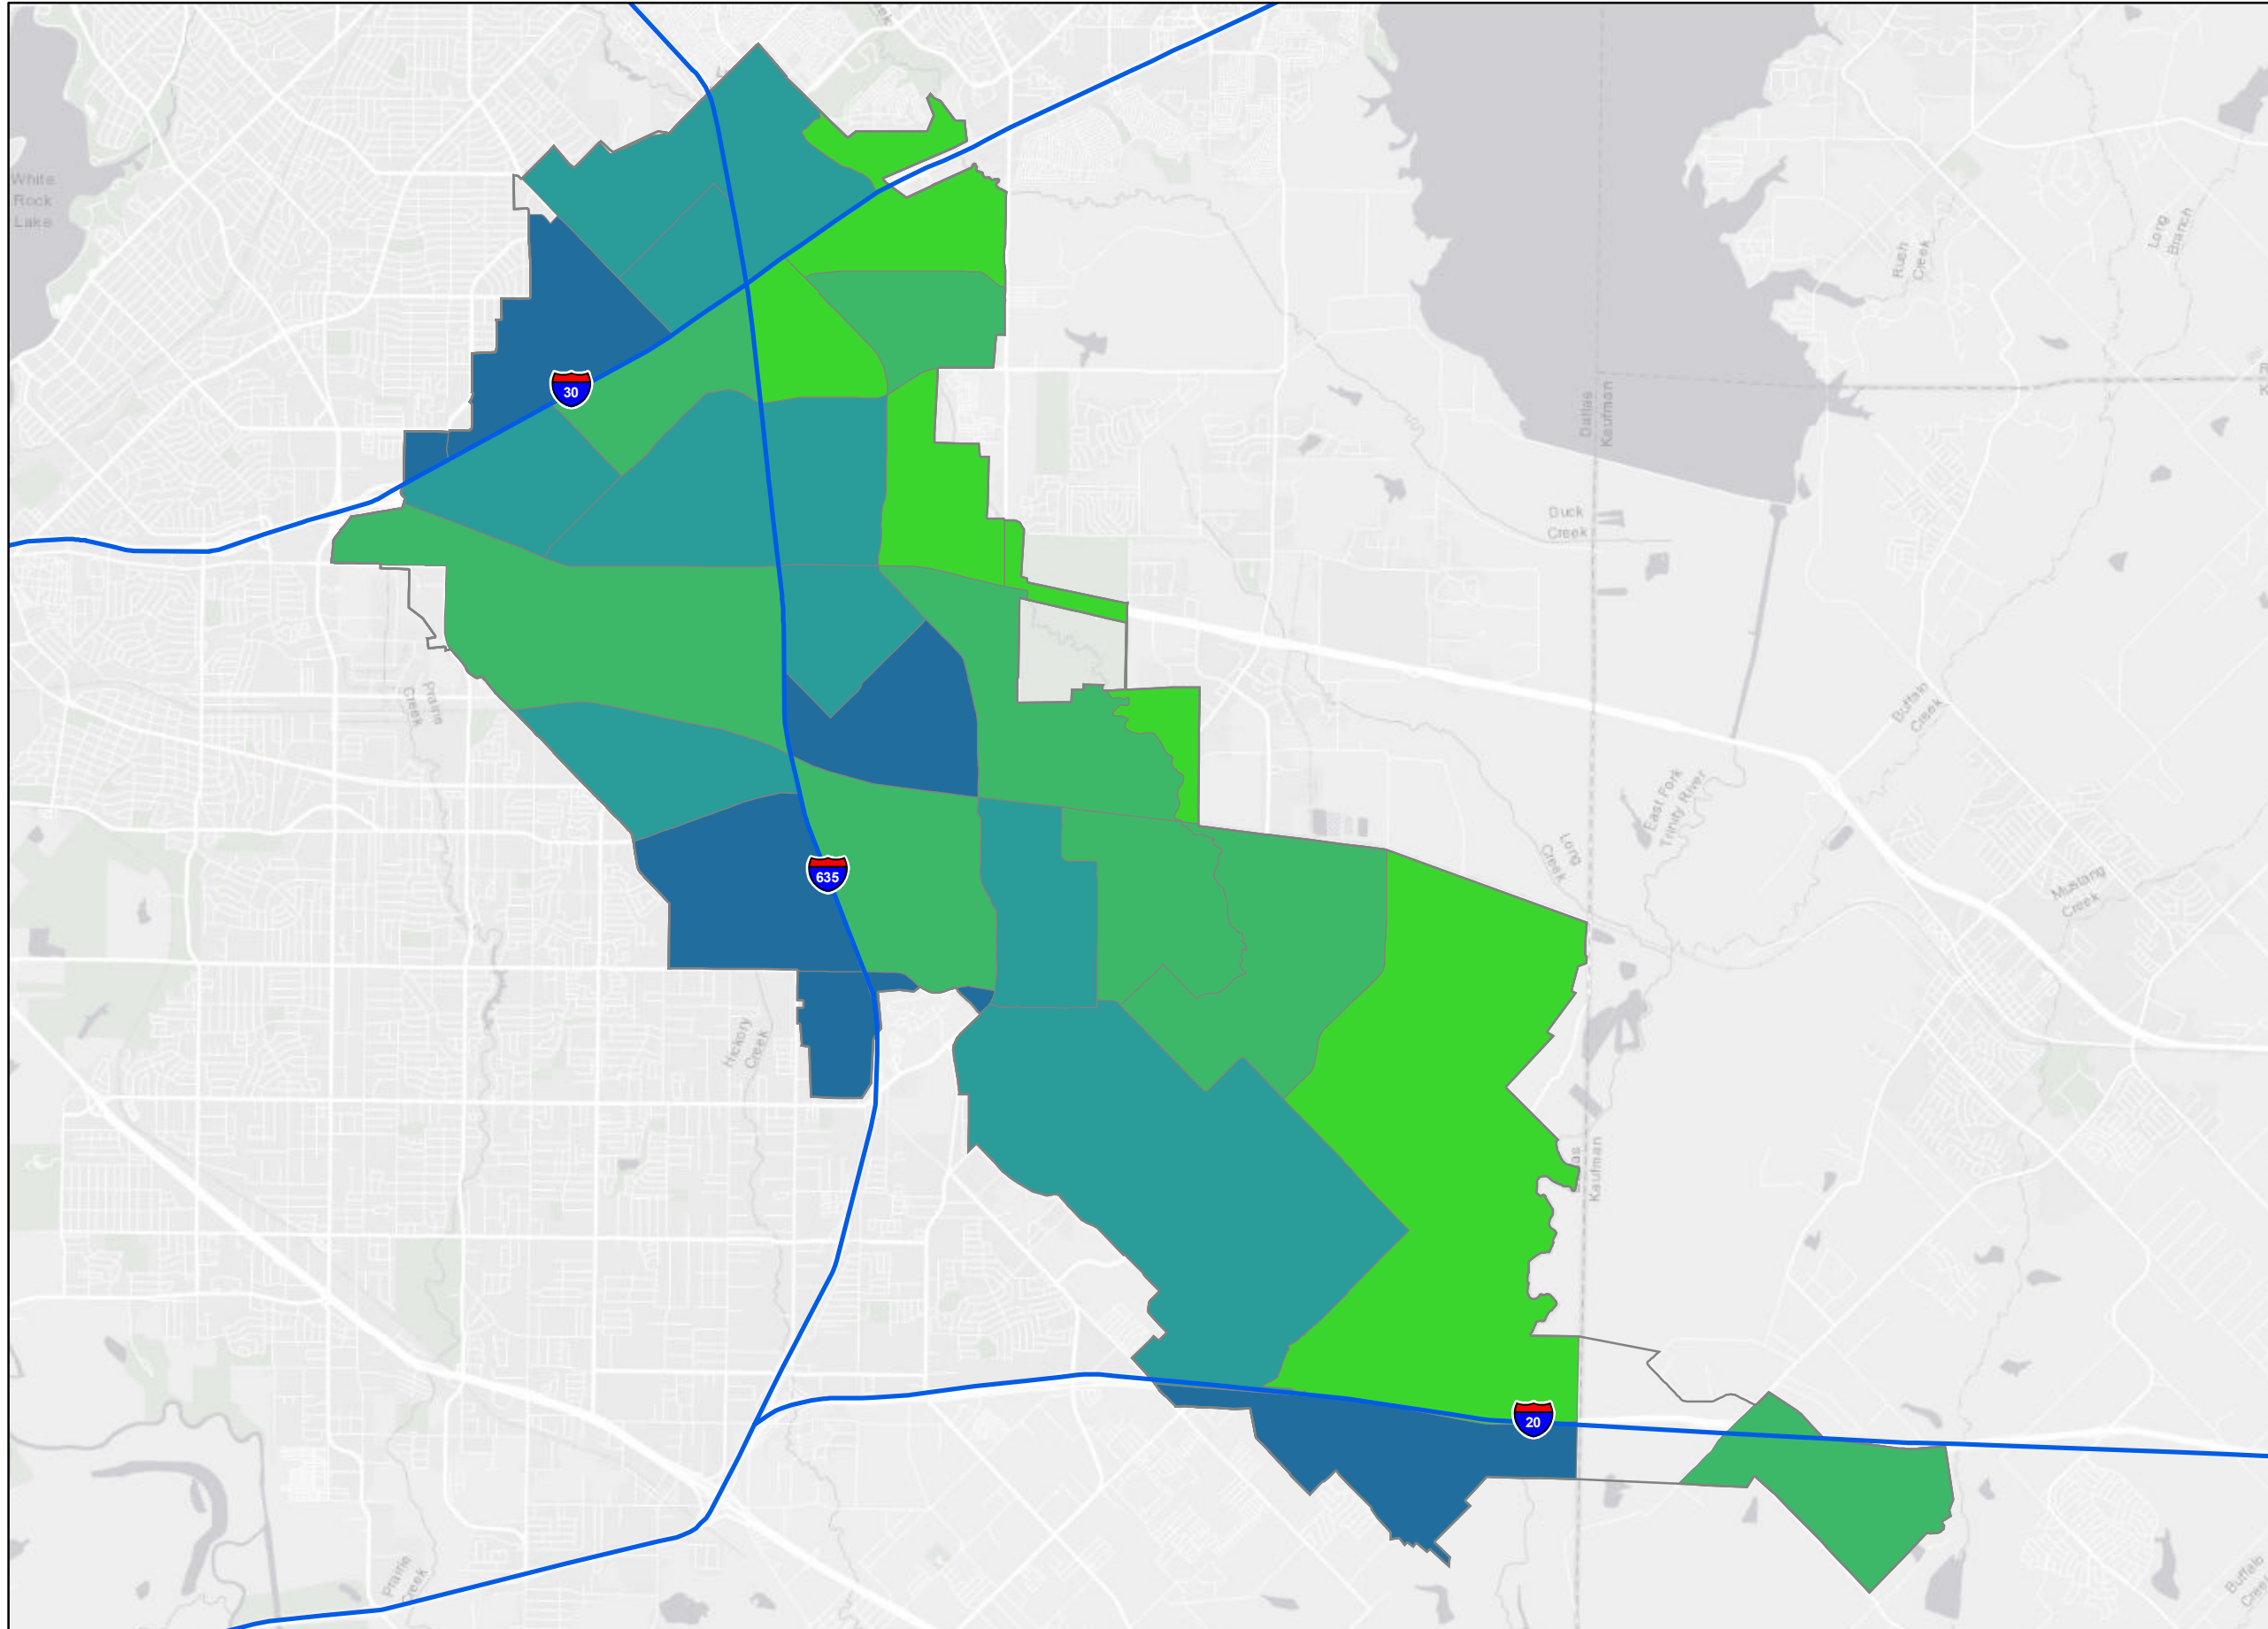 White
Rock
Lake
Long
Branch
Rush
Creek
30
Dallas
Kaufman
Duck
Creek
Prairie
Creek
Buffalo
Creek
East Fork
Trinity River
Long
Creek
Mustang
Creek
635
Hickory
Creek
Kaufman
20
Prairie
Creek
Buffalo
Creek